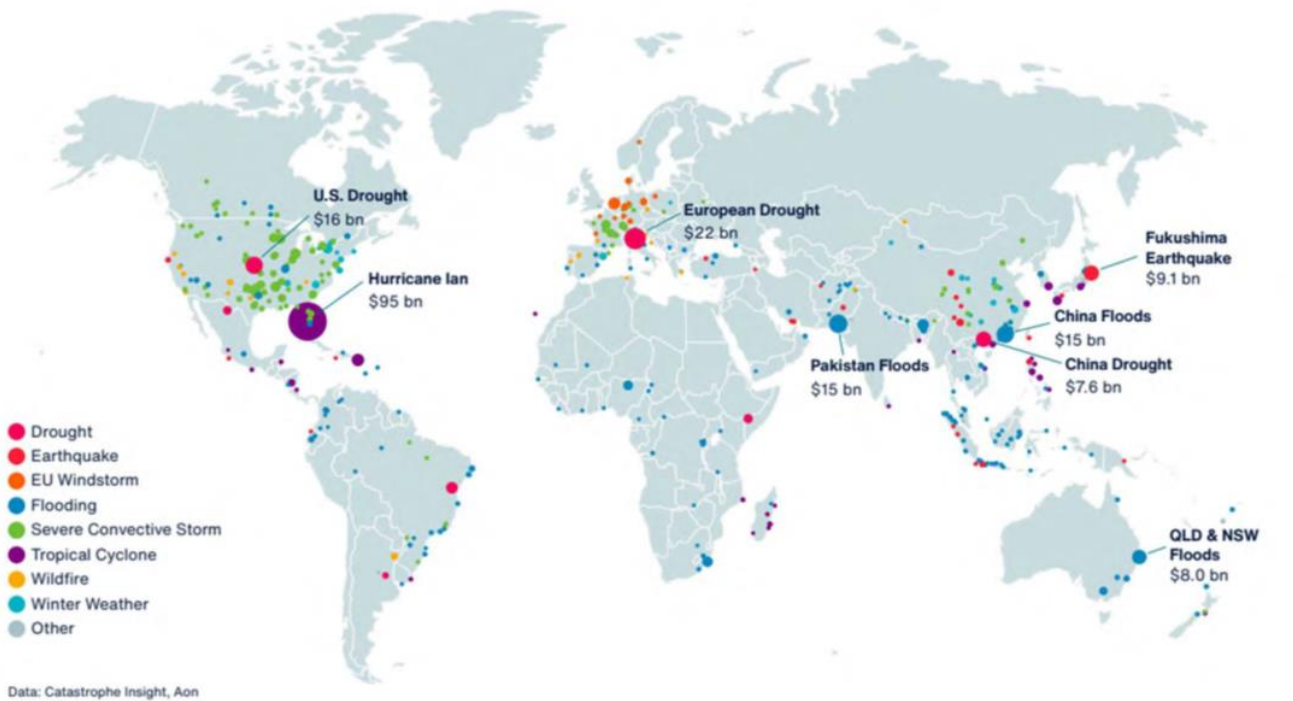 U.S. Drought
$16 bn
European Drought
$22 bn
Fukushima
Earthquake
$9.1 bn
Hurricane Ian
$95 bn
China Floods
$15 bn
Pakistan Floods
$15 bn
China Drought
$7.6 bn
Drought
Earthquake
EU Windstorm
Flooding
Severe Convective Storm
Tropical Cyclone
Wildfire
Winter Weather
Other
QLD & NSW
Floods
$8.0 bn
Data: Catastrophe Insight, Aon